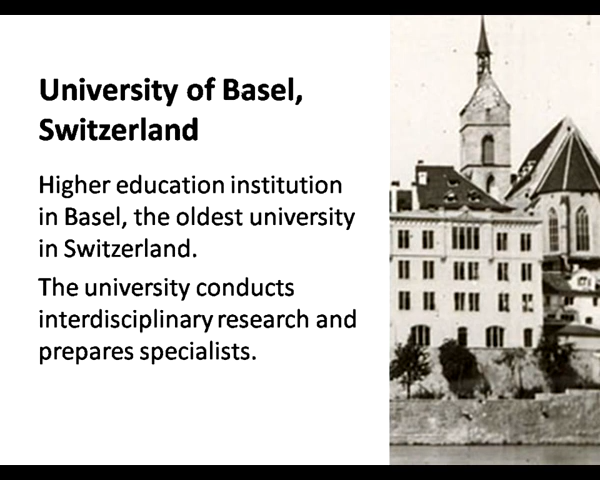 University of Basel,
Switzerland
Higher education institution
in Basel, the oldest university
in Switzerland.
The university conducts
interdisciplinary research and
prepares specialists.